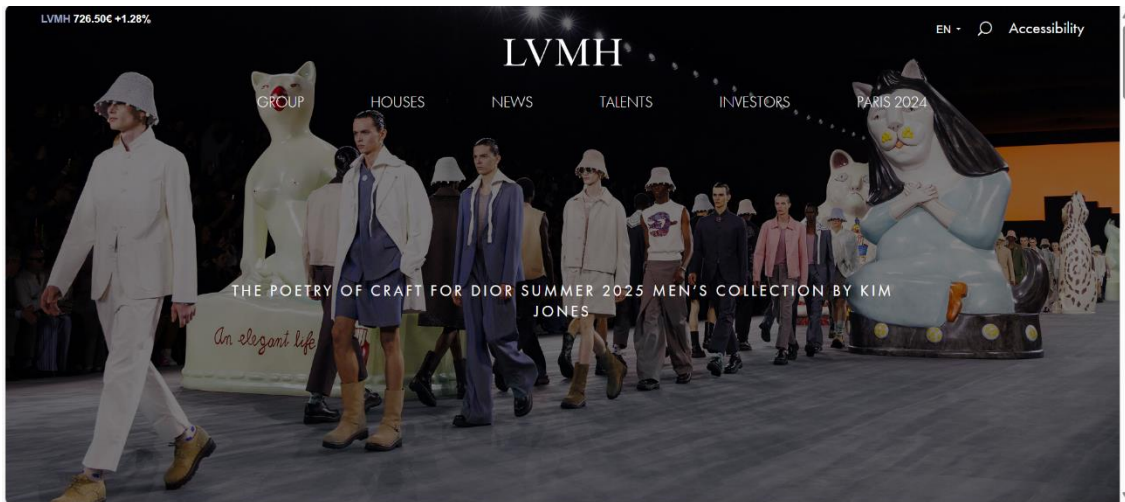 LVMH 726.50€ +1.28%
EN
Accessibility
LVMH
GROUP
HOUSES
NEWS
TALENTS
INVESTORS
PARIS 2024
THE POETRY OF CRAFT FOR DIOR SUMMER 2025 MEN'S COLLECTION BY KIM
JONES
An elegant life